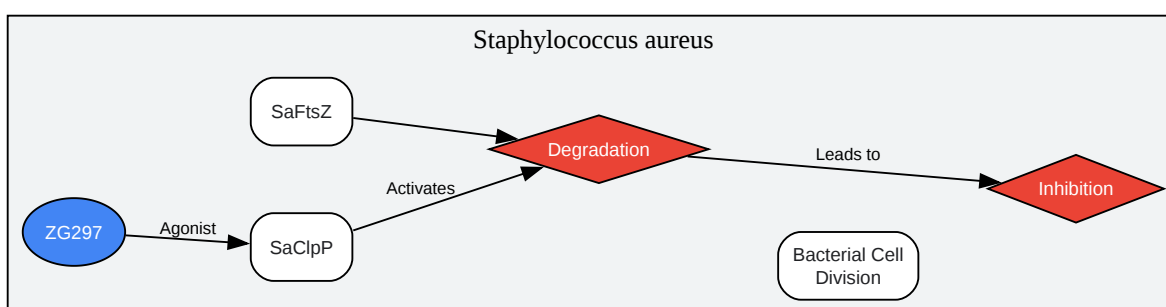 Staphylococcus aureus
SaFtsZ
Degradation
Leads to
Inhibition
Activates
ZG297
Agonist
SaClpP
Bacterial Cell
Division